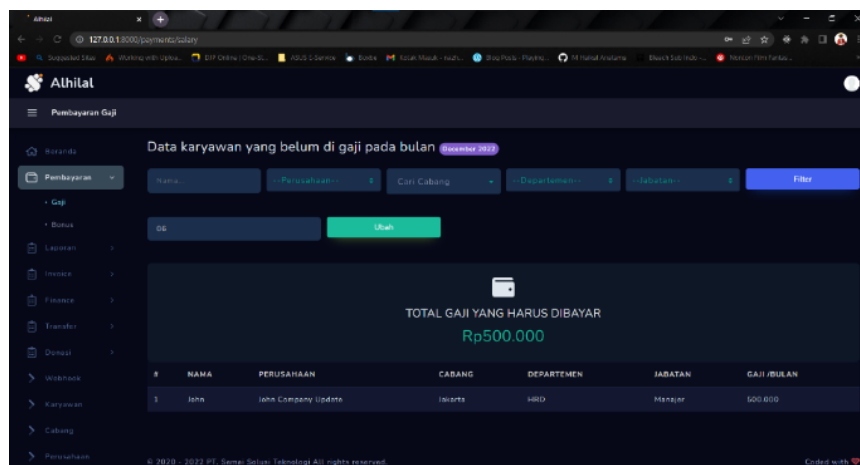 Alhilal
127.0.0.1:8000/payments/salary
Alhilal
Pembayaran Gaji
Beranda
Data karyawan yang belum di gaji pada bulan December 2022
Pembayaran
Nama...
--Perusahaan--
Cari Cabang
--Departemen--
--Jabatan--
Filter
Gaji
Bonus
06
Ubah
Laporan
Invoice
Finance
TOTAL GAJI YANG HARUS DIBAYAR
Transfer
Rp500.000
Donasi
# NAMA PERUSAHAAN CABANG DEPARTEMEN JABATAN GAJI /BULAN
Webhook
1 John John Company Update Jakarta HRD Manajer 500.000
Karyawan
Cabang
Perusahaan
© 2020 - 2022 PT. Semai Solusi Teknologi All rights reserved.
Coded with